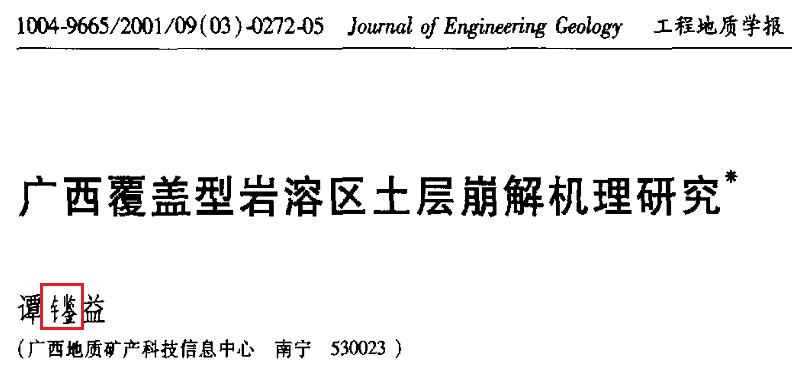 1004-9665/2001/09(03)-0272-05 Journal of Engineering Geology 工程地质学报
广西覆盖型岩溶区土层崩解机理研究*
谭 益
(广西地质矿产科技信息中心 南宁 530023)